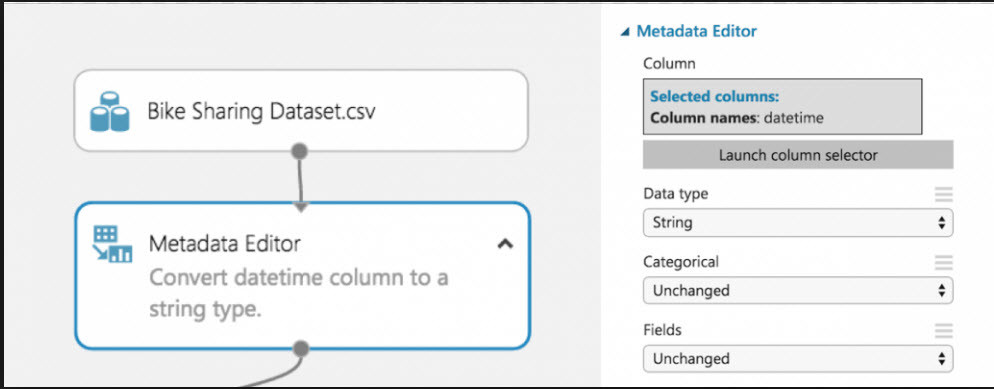 Bike Sharing Dataset.csv
Metadata Editor
Convert datetime column to a
string type.
Metadata Editor
Column
Selected columns:
Column names: datetime
Launch column selector
Data type
String
Categorical
Unchanged
Fields
Unchanged